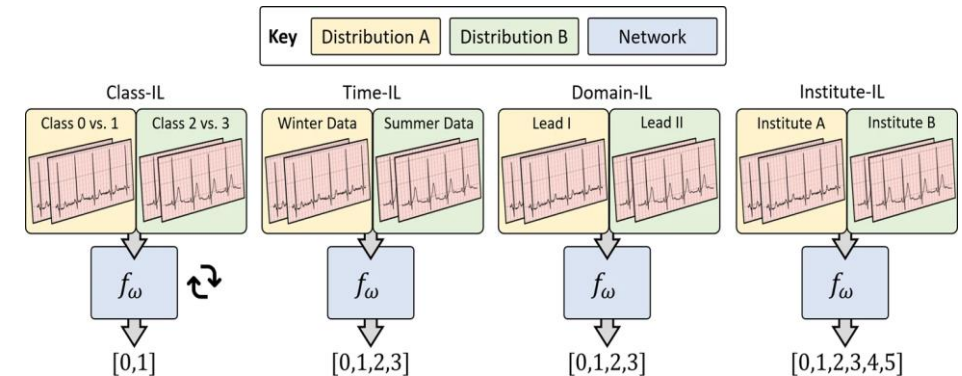 Key Distribution A Distribution B Network
Class-IL Time-IL Domain-IL Institute-IL
Class 0 vs. 1 Class 2 vs. 3 Winter Data Summer Data Lead I Lead II Institute A Institute B
fω fω fω fω
[0,1] [0,1,2,3] [0,1,2,3] [0,1,2,3,4,5]